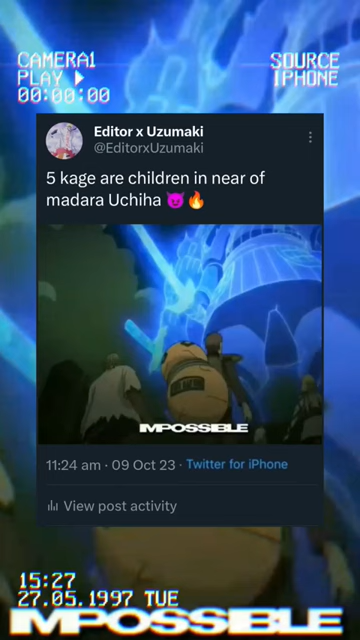 CAMERA1
PLAY
00:00:00
SOURCE
IPHONE
Editor x Uzumaki
@EditorxUzumaki
5 kage are children in near of
madara Uchiha 😈🔥
IMPOSSIBLE
11:24 am · 09 Oct 23 · Twitter for iPhone
View post activity
15:27
27.05.1997 TUE
IMPOSSIBLE